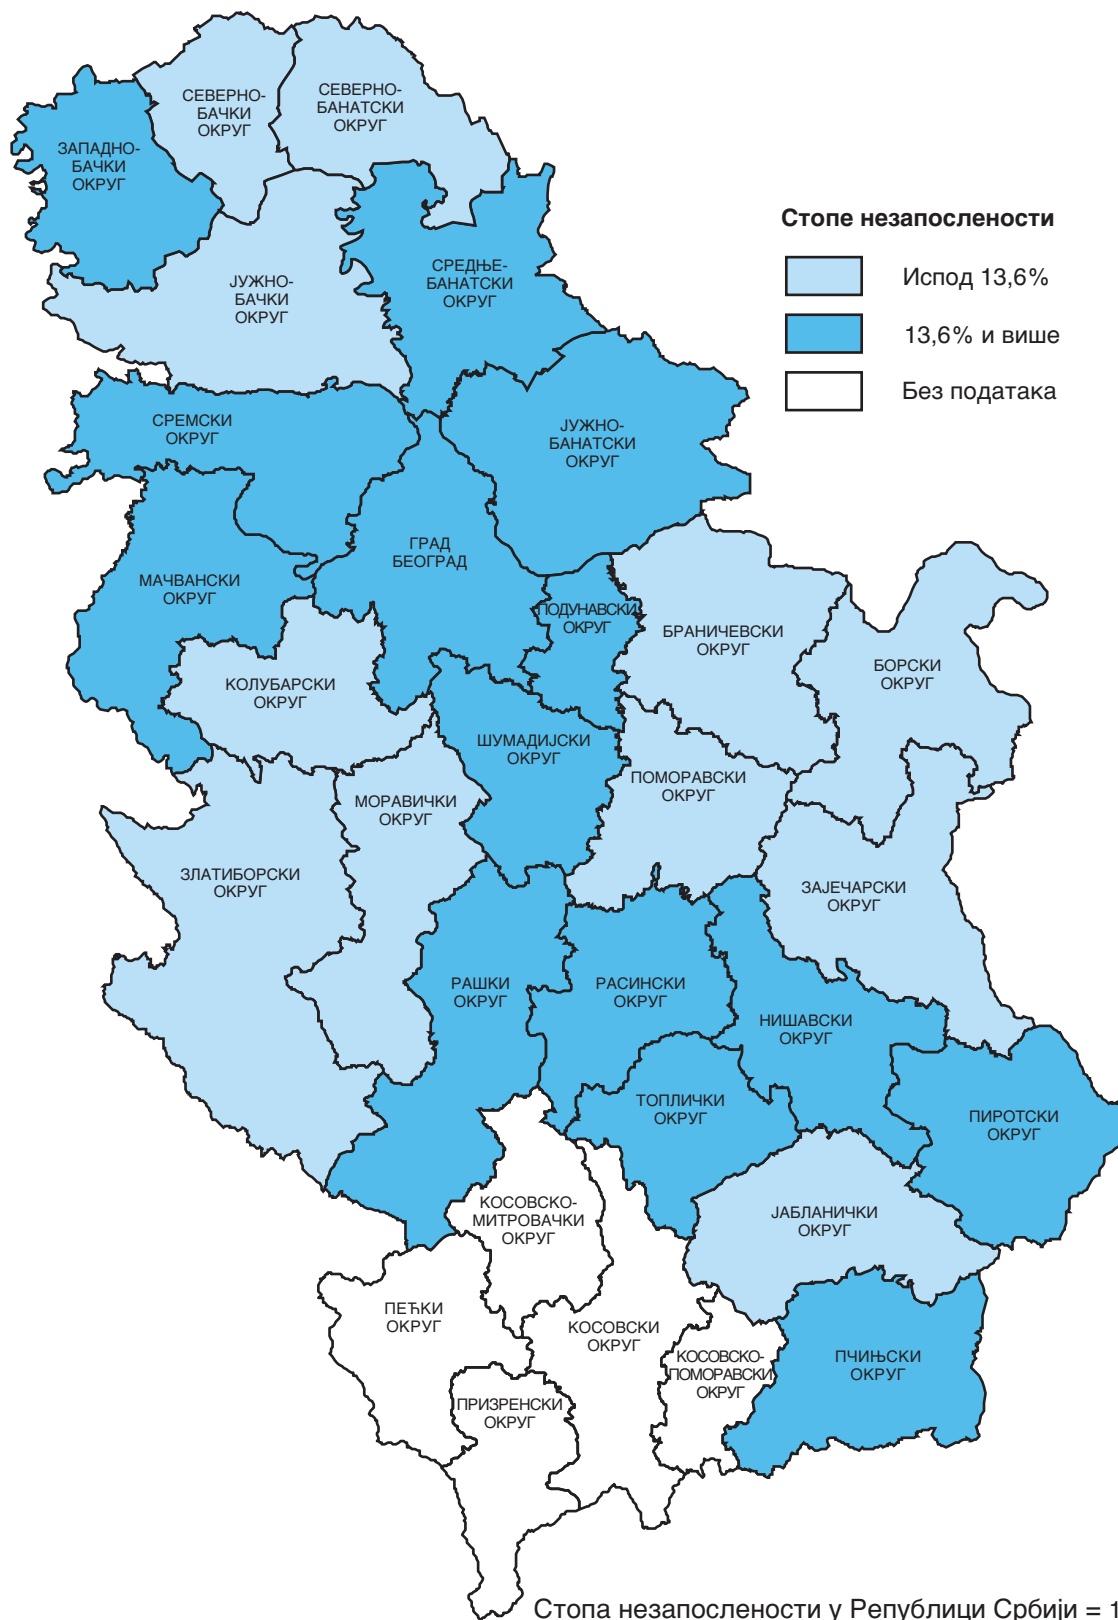 СЕВЕРНО-
БАЧКИ
ОКРУГ
СЕВЕРНО-
БАНАТСКИ
ОКРУГ
ЗАПАДНО-
БАЧКИ
ОКРУГ
Стопе незапослености
Испод 13,6%
13,6% и више
Без података
ЈУЖНО-
БАЧКИ
ОКРУГ
СРЕДЊЕ-
БАНАТСКИ
ОКРУГ
СРЕМСКИ
ОКРУГ
ЈУЖНО-
БАНАТСКИ
ОКРУГ
ГРАД
БЕОГРАД
МАЧВАНСКИ
ОКРУГ
ПОДУНАВСКИ
ОКРУГ
БРАНИЧЕВСКИ
ОКРУГ
БОРСКИ
ОКРУГ
КОЛУБАРСКИ
ОКРУГ
ШУМАДИЈСКИ
ОКРУГ
ПОМОРАВСКИ
ОКРУГ
МОРАВИЧКИ
ОКРУГ
ЗЛАТИБОРСКИ
ОКРУГ
ЗАЈЕЧАРСКИ
ОКРУГ
РАШКИ
ОКРУГ
РАСИНСКИ
ОКРУГ
НИШАВСКИ
ОКРУГ
ТОПЛИЧКИ
ОКРУГ
ПИРОТСКИ
ОКРУГ
КОСОВСКО-
МИТРОВАЧКИ
ОКРУГ
ЈАБЛАНИЧКИ
ОКРУГ
ПЕЋКИ
ОКРУГ
КОСОВСКИ
ОКРУГ
КОСОВСКО-
ПОМОРАВСКИ
ОКРУГ
ПЧИЊСКИ
ОКРУГ
ПРИЗРЕНСКИ
ОКРУГ
Стопа незапослености у Републици Србији = 1